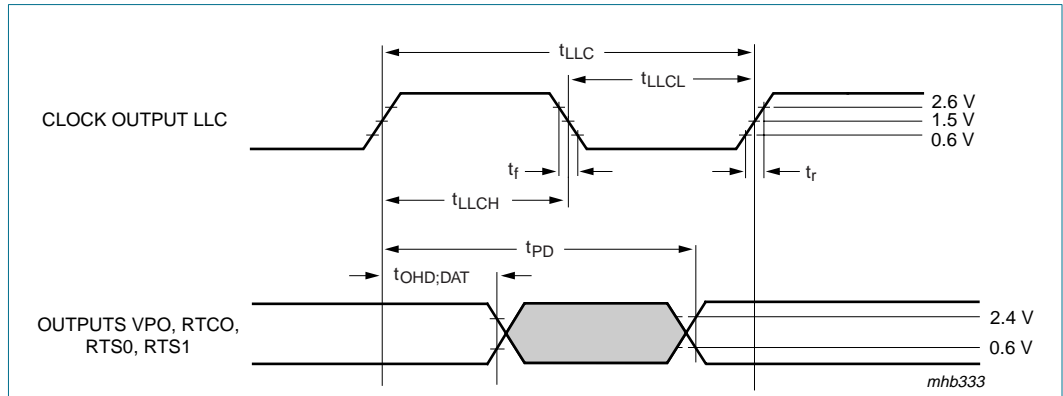 tLLC
tLLCL
CLOCK OUTPUT LLC
2.6 V
1.5 V
0.6 V
tf
tr
tLLCH
tPD
tOHD;DAT
OUTPUTS VPO, RTCO,
RTS0, RTS1
2.4 V
0.6 V
mhb333